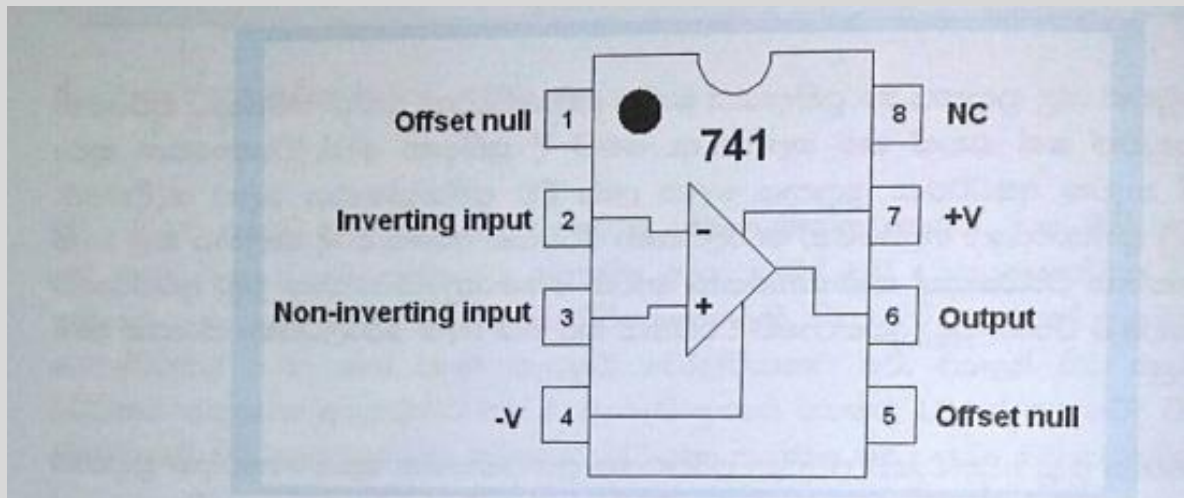 Offset null 1
8 NC
741
Inverting input 2
-
7 +V
Non-inverting input 3
+
6 Output
-V 4
5 Offset null